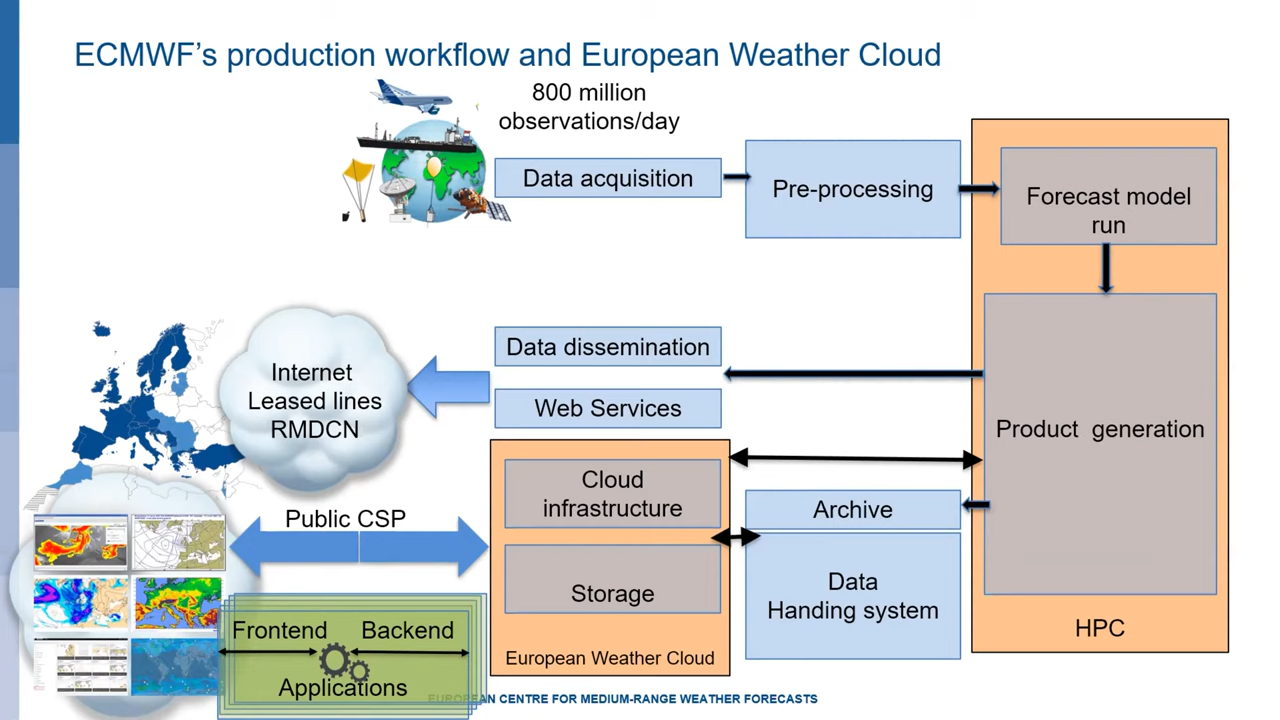 ECMWF's production workflow and European Weather Cloud
800 million
observations/day
Data acquisition
Pre-processing
Forecast model
run
Data dissemination
Internet
Leased lines
RMDCN
Web Services
Product generation
Cloud
infrastructure
Archive
Public CSP
Storage
Data
Handing system
HPC
Frontend
Backend
European Weather Cloud
Applications
EUROPEAN CENTRE FOR MEDIUM-RANGE WEATHER FORECASTS